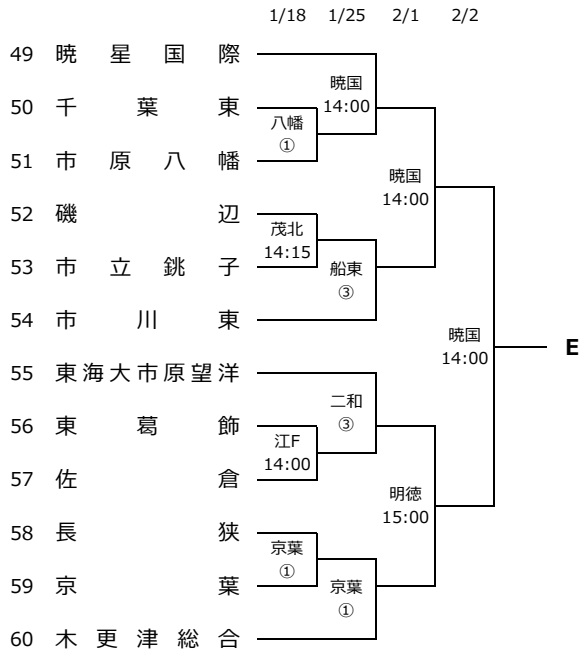 1/18 1/25 2/1 2/2
49 暁星国際
暁国
14:00
50 千葉東
八幡
①
51 市原八幡
暁国
14:00
52 磯辺
茂北
14:15
53 市立銚子
船東
③
54 市川東
暁国
14:00
E
55 東海大市原望洋
二和
③
56 東葛飾
江F
14:00
57 佐倉
明徳
15:00
58 長狭
京葉
①
59 京葉
京葉
①
60 木更津総合